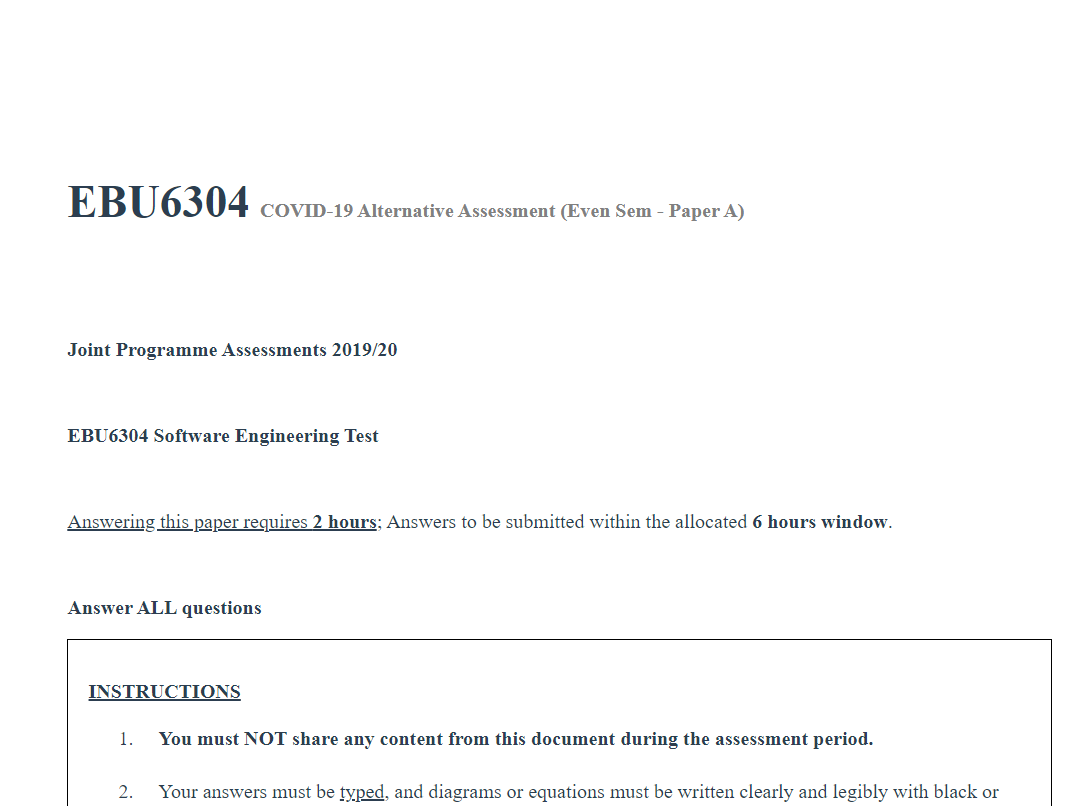 EBU6304 COVID-19 Alternative Assessment (Even Sem - Paper A)
Joint Programme Assessments 2019/20
EBU6304 Software Engineering Test
Answering this paper requires 2 hours; Answers to be submitted within the allocated 6 hours window.
Answer ALL questions
INSTRUCTIONS
1. You must NOT share any content from this document during the assessment period.
2. Your answers must be typed, and diagrams or equations must be written clearly and legibly with black or